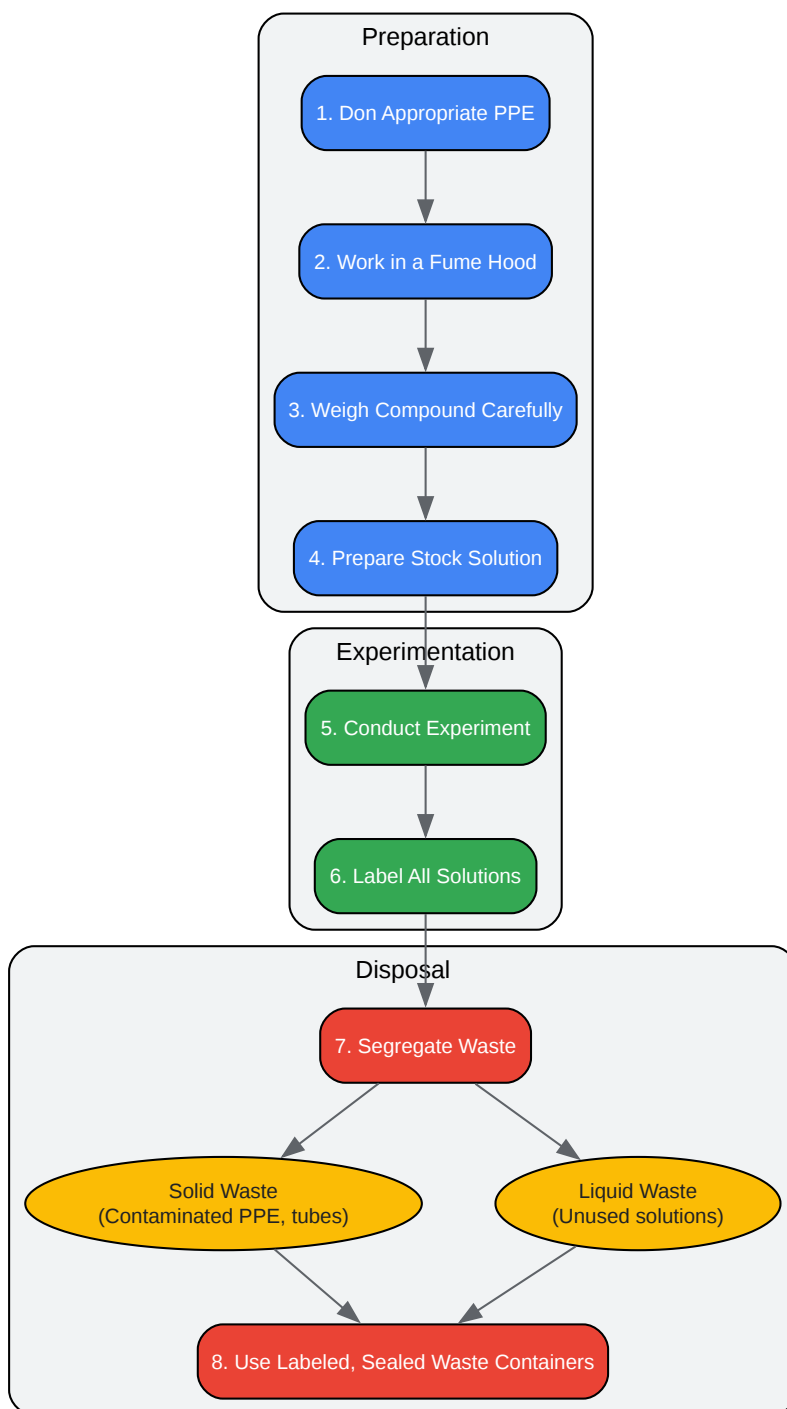 Preparation
1. Don Appropriate PPE
2. Work in a Fume Hood
3. Weigh Compound Carefully
4. Prepare Stock Solution
Experimentation
5. Conduct Experiment
6. Label All Solutions
Disposal
7. Segregate Waste
Solid Waste
(Contaminated PPE, tubes)
Liquid Waste
(Unused solutions)
8. Use Labeled, Sealed Waste Containers